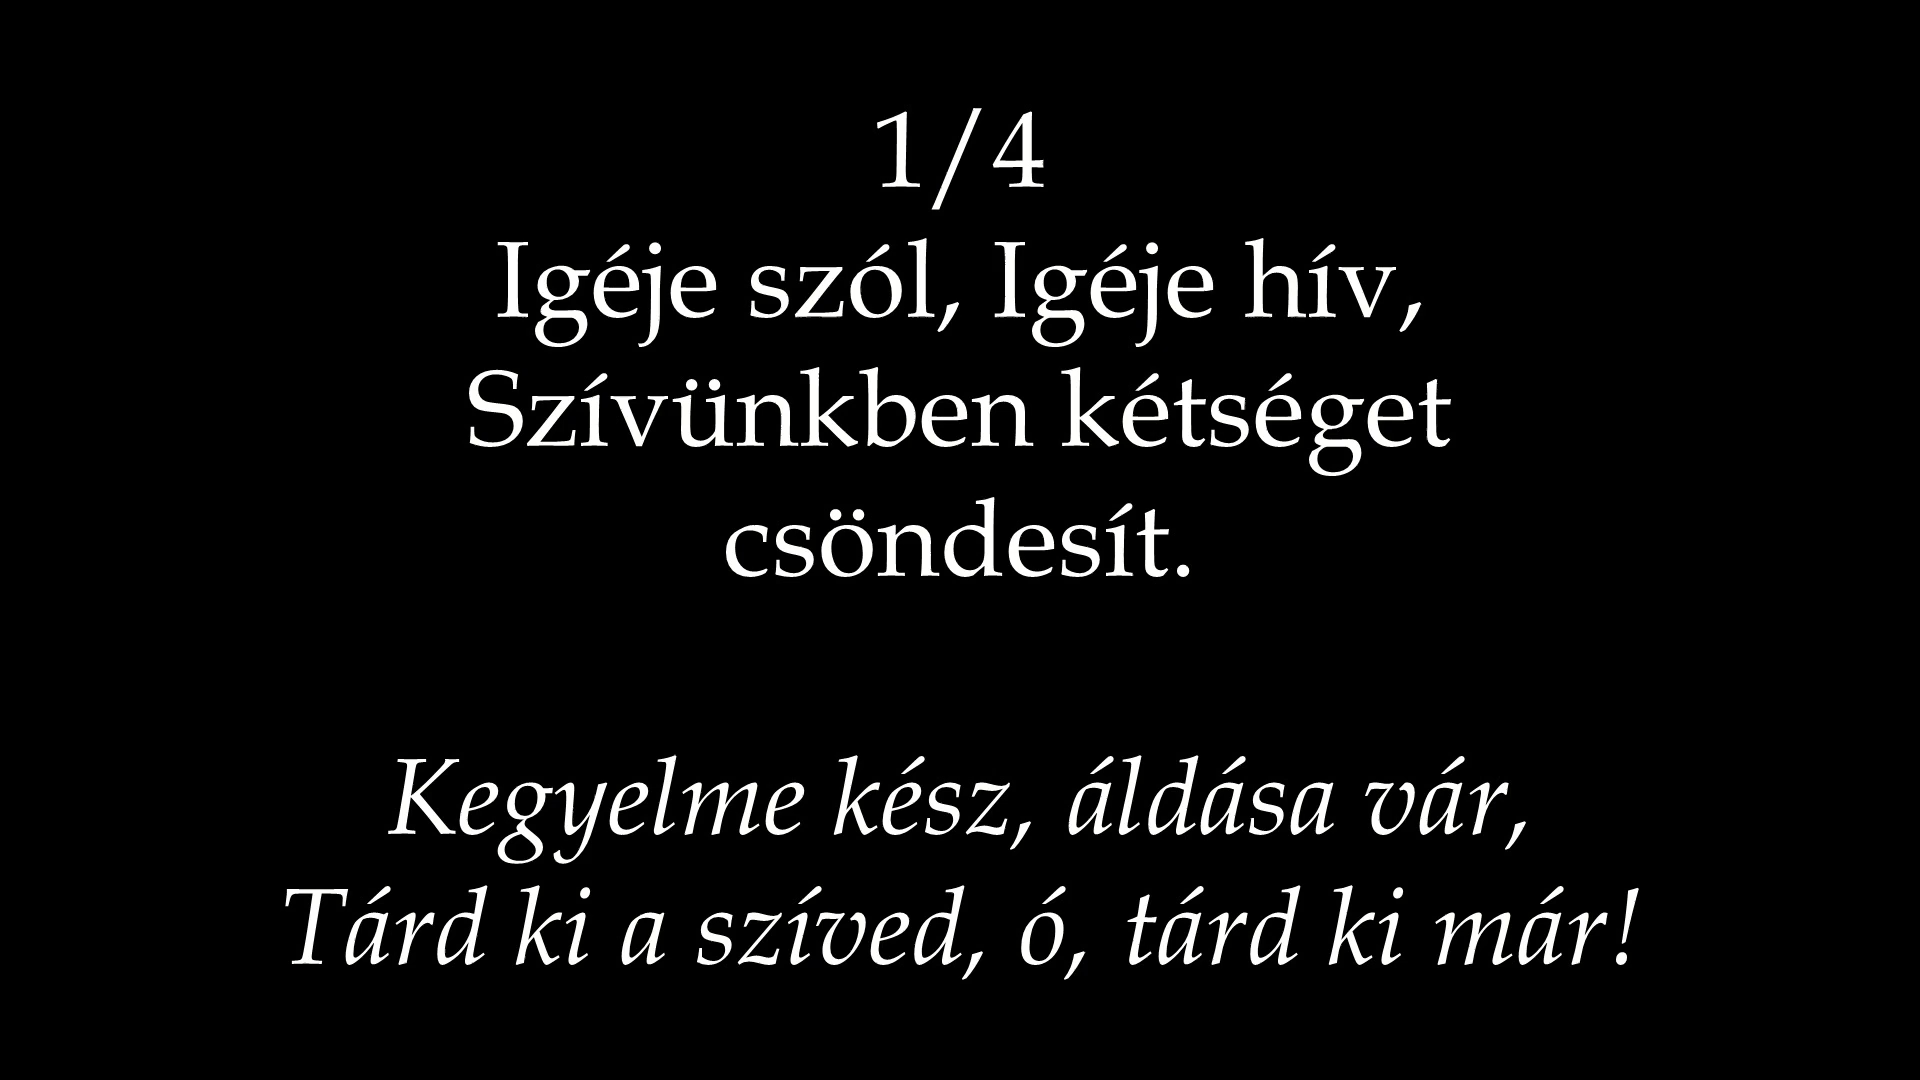 1/4
Igéje szól, Igéje hív,
Szívünkben kétséget
csöndesít.
Kegyelme kész, áldása vár,
Tárd ki a szíved, ó, tárd ki már!